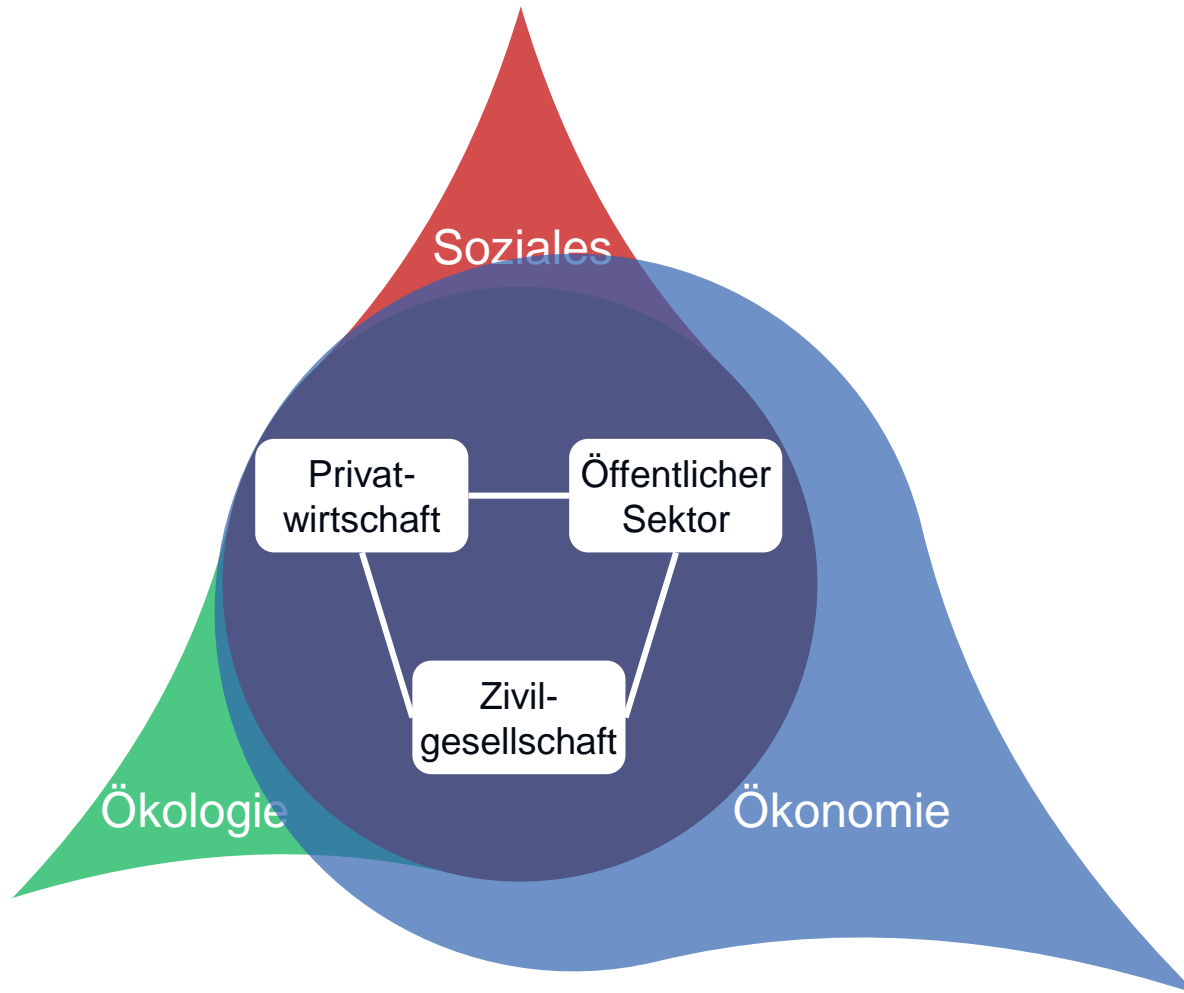 Soziales
Privat-
wirtschaft
Öffentlicher
Sektor
Zivil-
gesellschaft
Ökologie
Ökonomie